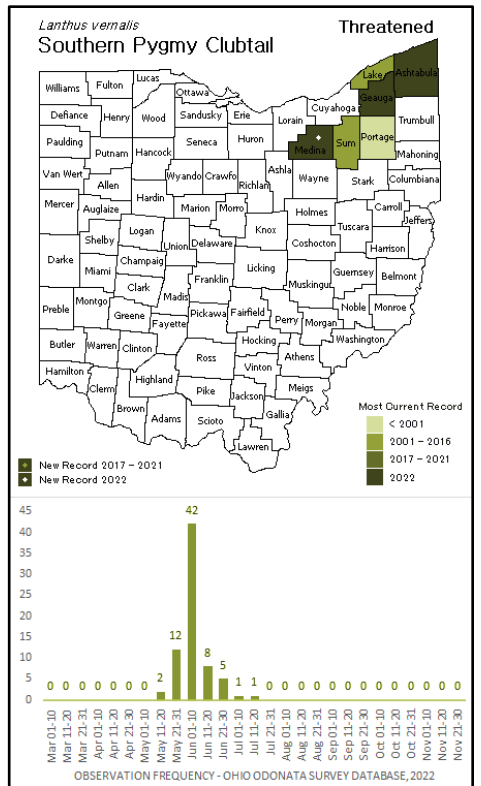 Lanthus vernalis
Southern Pygmy Clubtail
Threatened
Williams
Fulton
Lucas
Ottawa
Lake
Ashtabula
Geauga
Cuyahoga
Defiance
Henry
Wood
Sandusky
Erie
Lorain
Trumbull
Paulding
Putnam
Hancock
Seneca
Huron
Medina
Sum
Portage
Mahoning
Van Wert
Allen
Wyando
Crawfo
Richlan
Ashla
Wayne
Stark
Columbiana
Mercer
Auglaize
Hardin
Marion
Morro
Holmes
Carroll
Jeffers
Tuscara
Shelby
Logan
Union
Delaware
Knox
Coshocton
Harrison
Darke
Miami
Champaig
Licking
Guernsey
Belmont
Clark
Madis
Franklin
Muskingu
Preble
Montgo
Greene
Fayette
Pickawa
Fairfield
Perry
Morgan
Noble
Monroe
Butler
Warren
Clinton
Hocking
Washington
Hamilton
Ross
Vinton
Athens
Clerm
Highland
Pike
Jackson
Meigs
Brown
Adams
Scioto
Gallia
Lawren
Most Current Record
< 2001
2001 – 2016
2017 – 2021
2022
New Record 2017 – 2021
New Record 2022
45
40
35
30
25
20
15
10
5
0
0 0 0 0 0 0 0 2 12 42 8 5 1 1 0 0 0 0 0 0 0 0 0 0 0 0 0
Mar 01-10
Mar 11-20
Mar 21-31
Apr 01-10
Apr 11-20
Apr 21-30
May 01-10
May 11-20
May 21-31
Jun 01-10
Jun 11-20
Jun 21-30
Jul 01-10
Jul 11-20
Jul 21-31
Aug 01-10
Aug 11-20
Aug 21-31
Sep 01-10
Sep 11-20
Sep 21-30
Oct 01-10
Oct 11-20
Oct 21-31
Nov 01-10
Nov 11-20
Nov 21-30
OBSERVATION FREQUENCY - OHIO ODONATA SURVEY DATABASE, 2022